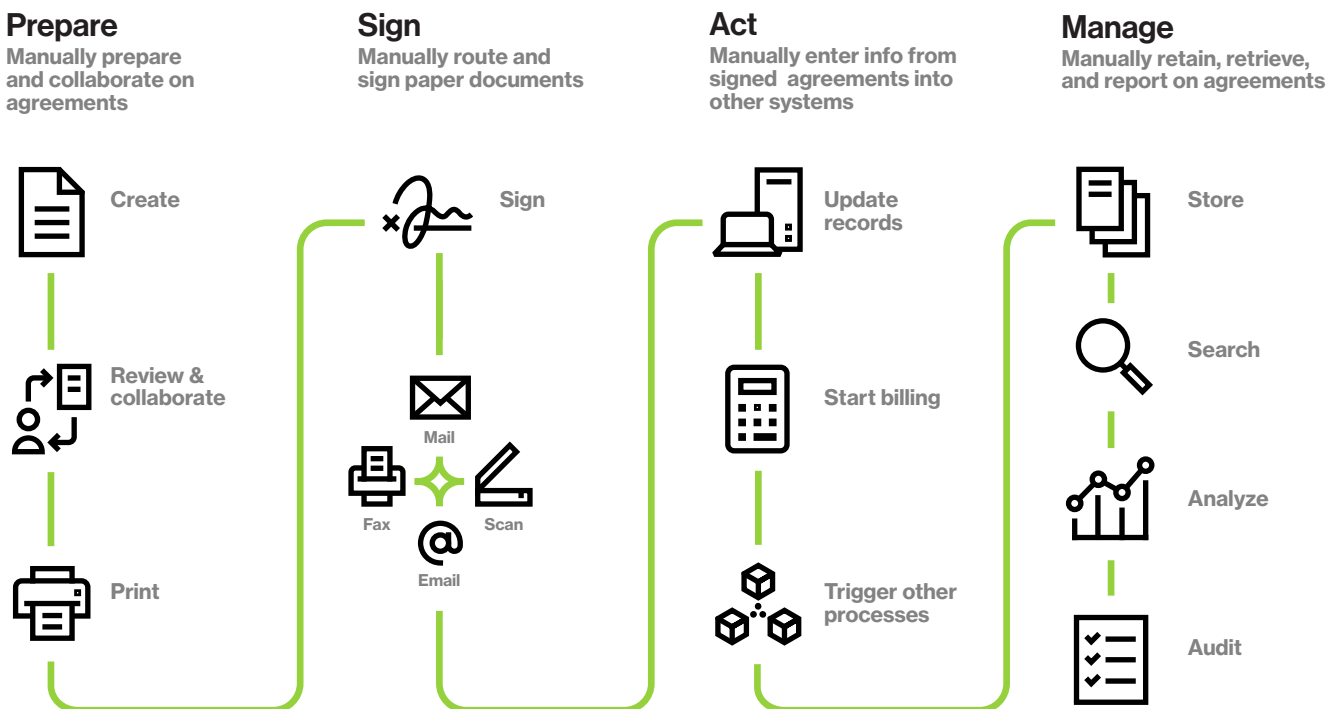 Prepare
Manually prepare
and collaborate on
agreements
Create
Review &
collaborate
Print
Sign
Manually route and
sign paper documents
Sign
Mail
Fax
Scan
Email
Act
Manually enter info from
signed agreements into
other systems
Update
records
Start billing
Trigger other
processes
Manage
Manually retain, retrieve,
and report on agreements
Store
Search
Analyze
Audit